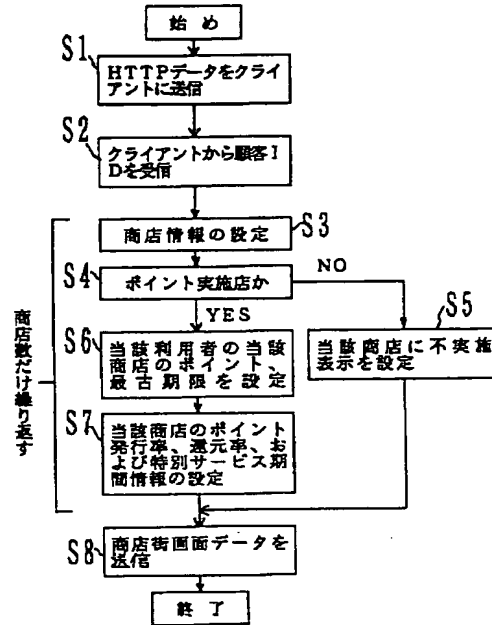 始め
S1
HTTPデータをクライ
アントに送信
S2
クライアントから顧客I
Dを受信
商店情報の設定
S3
S4
ポイント実施店か
NO
YES
S5
当該商店に不実施
表示を設定
S6
当該利用者の当該
商店のポイント、
最古期限を設定
S7
当該商店のポイント
発行率、還元率、お
よび特別サービス期
間情報の設定
商店数だけ繰り返す
S8
商店街画面データを
送信
終了